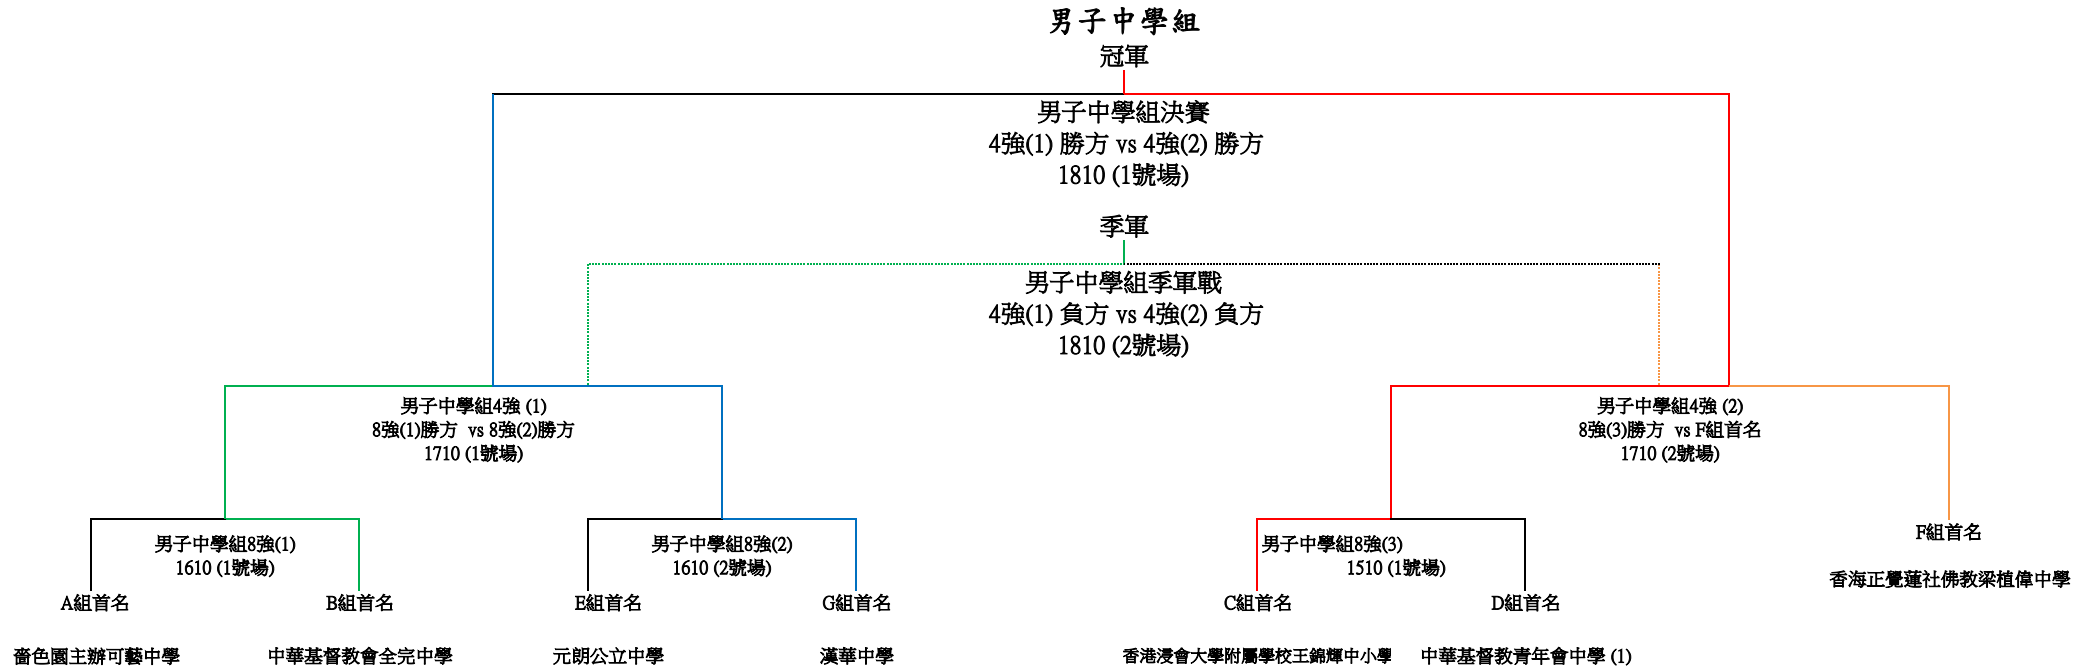 男子中學組
冠軍
男子中學組決賽
4強(1) 勝方 vs 4強(2) 勝方
1810 (1號場)
季軍
男子中學組季軍戰
4強(1) 負方 vs 4強(2) 負方
1810 (2號場)
男子中學組4強 (1)
8強(1)勝方 vs 8強(2)勝方
1710 (1號場)
男子中學組4強 (2)
8強(3)勝方 vs F組首名
1710 (2號場)
男子中學組8強(1)
1610 (1號場)
男子中學組8強(2)
1610 (2號場)
男子中學組8強(3)
1510 (1號場)
F組首名
香海正覺蓮社佛教梁植偉中學
A組首名
B組首名
E組首名
G組首名
C組首名
D組首名
嗇色園主辦可藝中學
中華基督教會全完中學
元朗公立中學
漢華中學
香港浸會大學附屬學校王錦輝中小學
中華基督教青年會中學 (1)